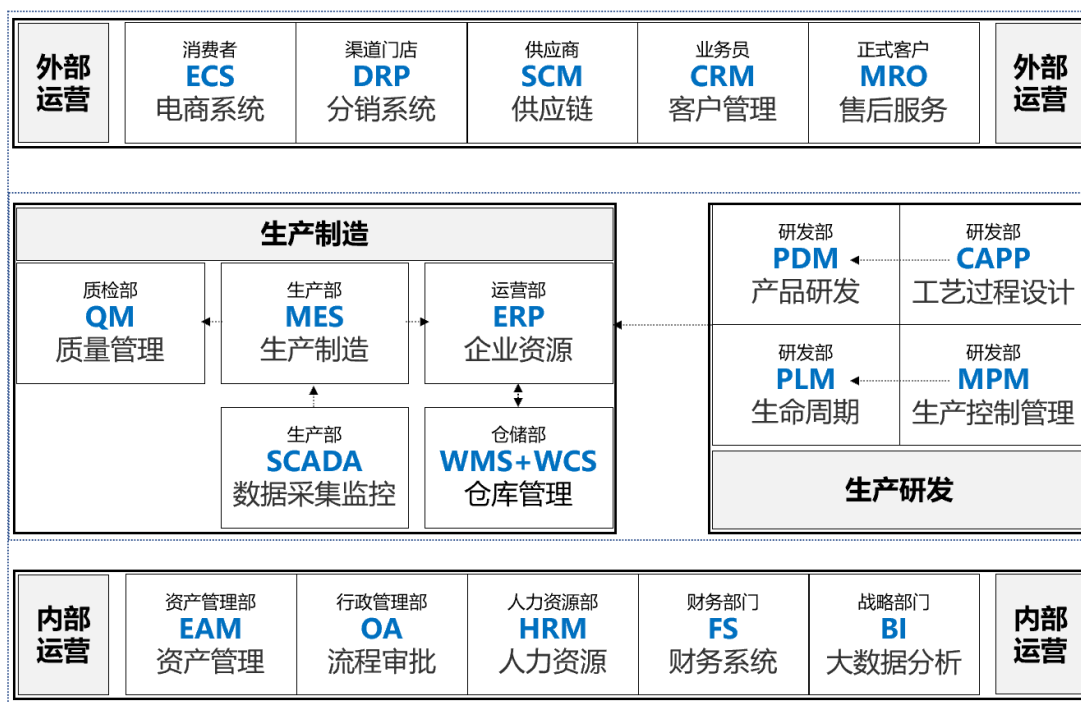 外部
运营
消费者
ECS
电商系统
渠道门店
DRP
分销系统
供应商
SCM
供应链
业务员
CRM
客户管理
正式客户
MRO
售后服务
外部
运营
生产制造
质检部
QM
质量管理
生产部
MES
生产制造
运营部
ERP
企业资源
生产部
SCADA
数据采集监控
仓储部
WMS+WCS
仓库管理
研发部
PDM
产品研发
研发部
CAPP
工艺过程设计
研发部
PLM
生命周期
研发部
MPM
生产控制管理
生产研发
内部
运营
资产管理部
EAM
资产管理
行政管理部
OA
流程审批
人力资源部
HRM
人力资源
财务部门
FS
财务系统
战略部门
BI
大数据分析
内部
运营